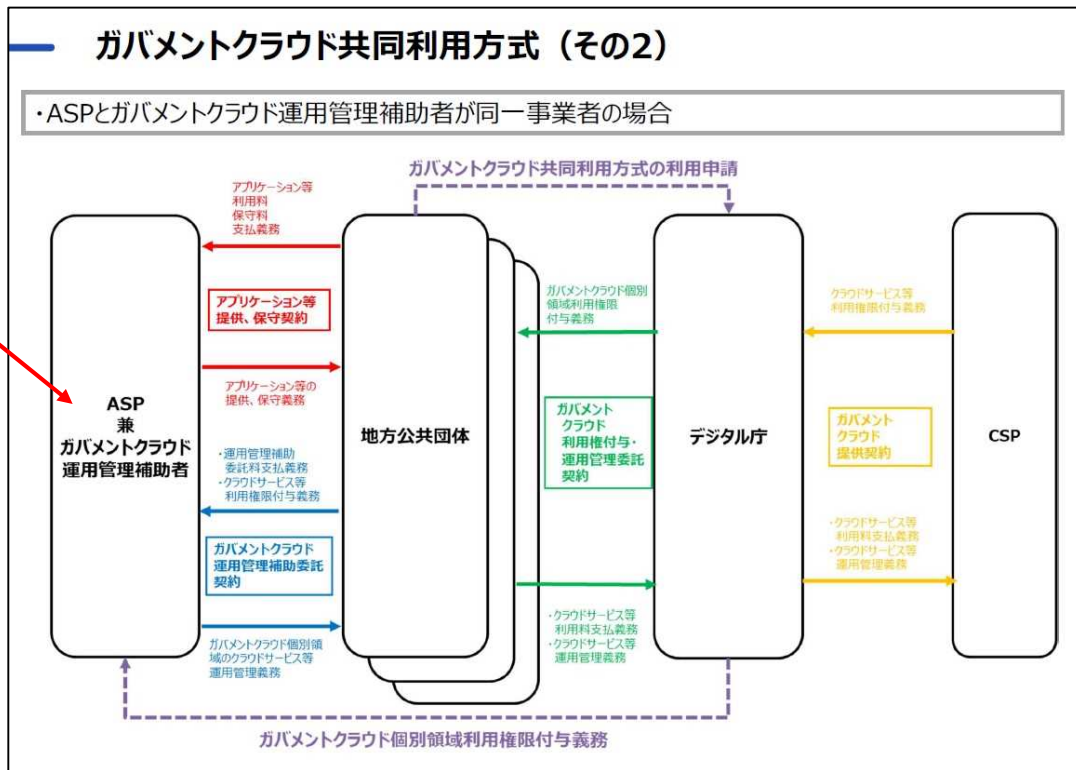 ガバメントクラウド共同利用方式（その2）
・ASPとガバメントクラウド運用管理補助者が同一事業者の場合
ガバメントクラウド共同利用方式の利用申請
アプリケーション等
利用料
保守料
支払義務
アプリケーション等
提供、保守契約
アプリケーション等の
提供、保守義務
ASP
兼
ガバメントクラウド
運用管理補助者
・運用管理補助
委託料支払義務
・クラウドサービス等
利用権限付与義務
ガバメントクラウド
運用管理補助委託
契約
ガバメントクラウド個別領
域のクラウドサービス等
運用管理義務
地方公共団体
ガバメントクラウド個別
領域利用権限
付与義務
ガバメント
クラウド
利用権付与・
運用管理委託
契約
・クラウドサービス等
利用料支払義務
・クラウドサービス等
運用管理義務
デジタル庁
クラウドサービス等
利用権限付与義務
ガバメント
クラウド
提供契約
・クラウドサービス等
利用料支払義務
・クラウドサービス等
運用管理義務
CSP
ガバメントクラウド個別領域利用権限付与義務